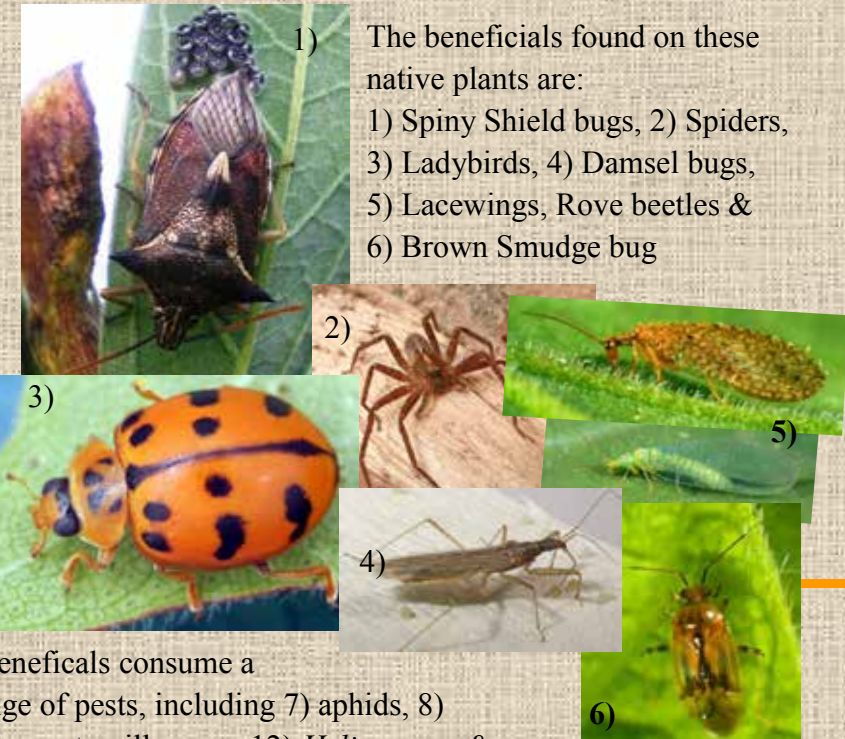 1)
The beneficials found on these
native plants are:
1) Spiny Shield bugs, 2) Spiders,
3) Ladybirds, 4) Damsel bugs,
5) Lacewings, Rove beetles &
6) Brown Smudge bug
2)
3)
5)
4)
eneficals consume a
ge of pests, including 7) aphids, 8)
6)